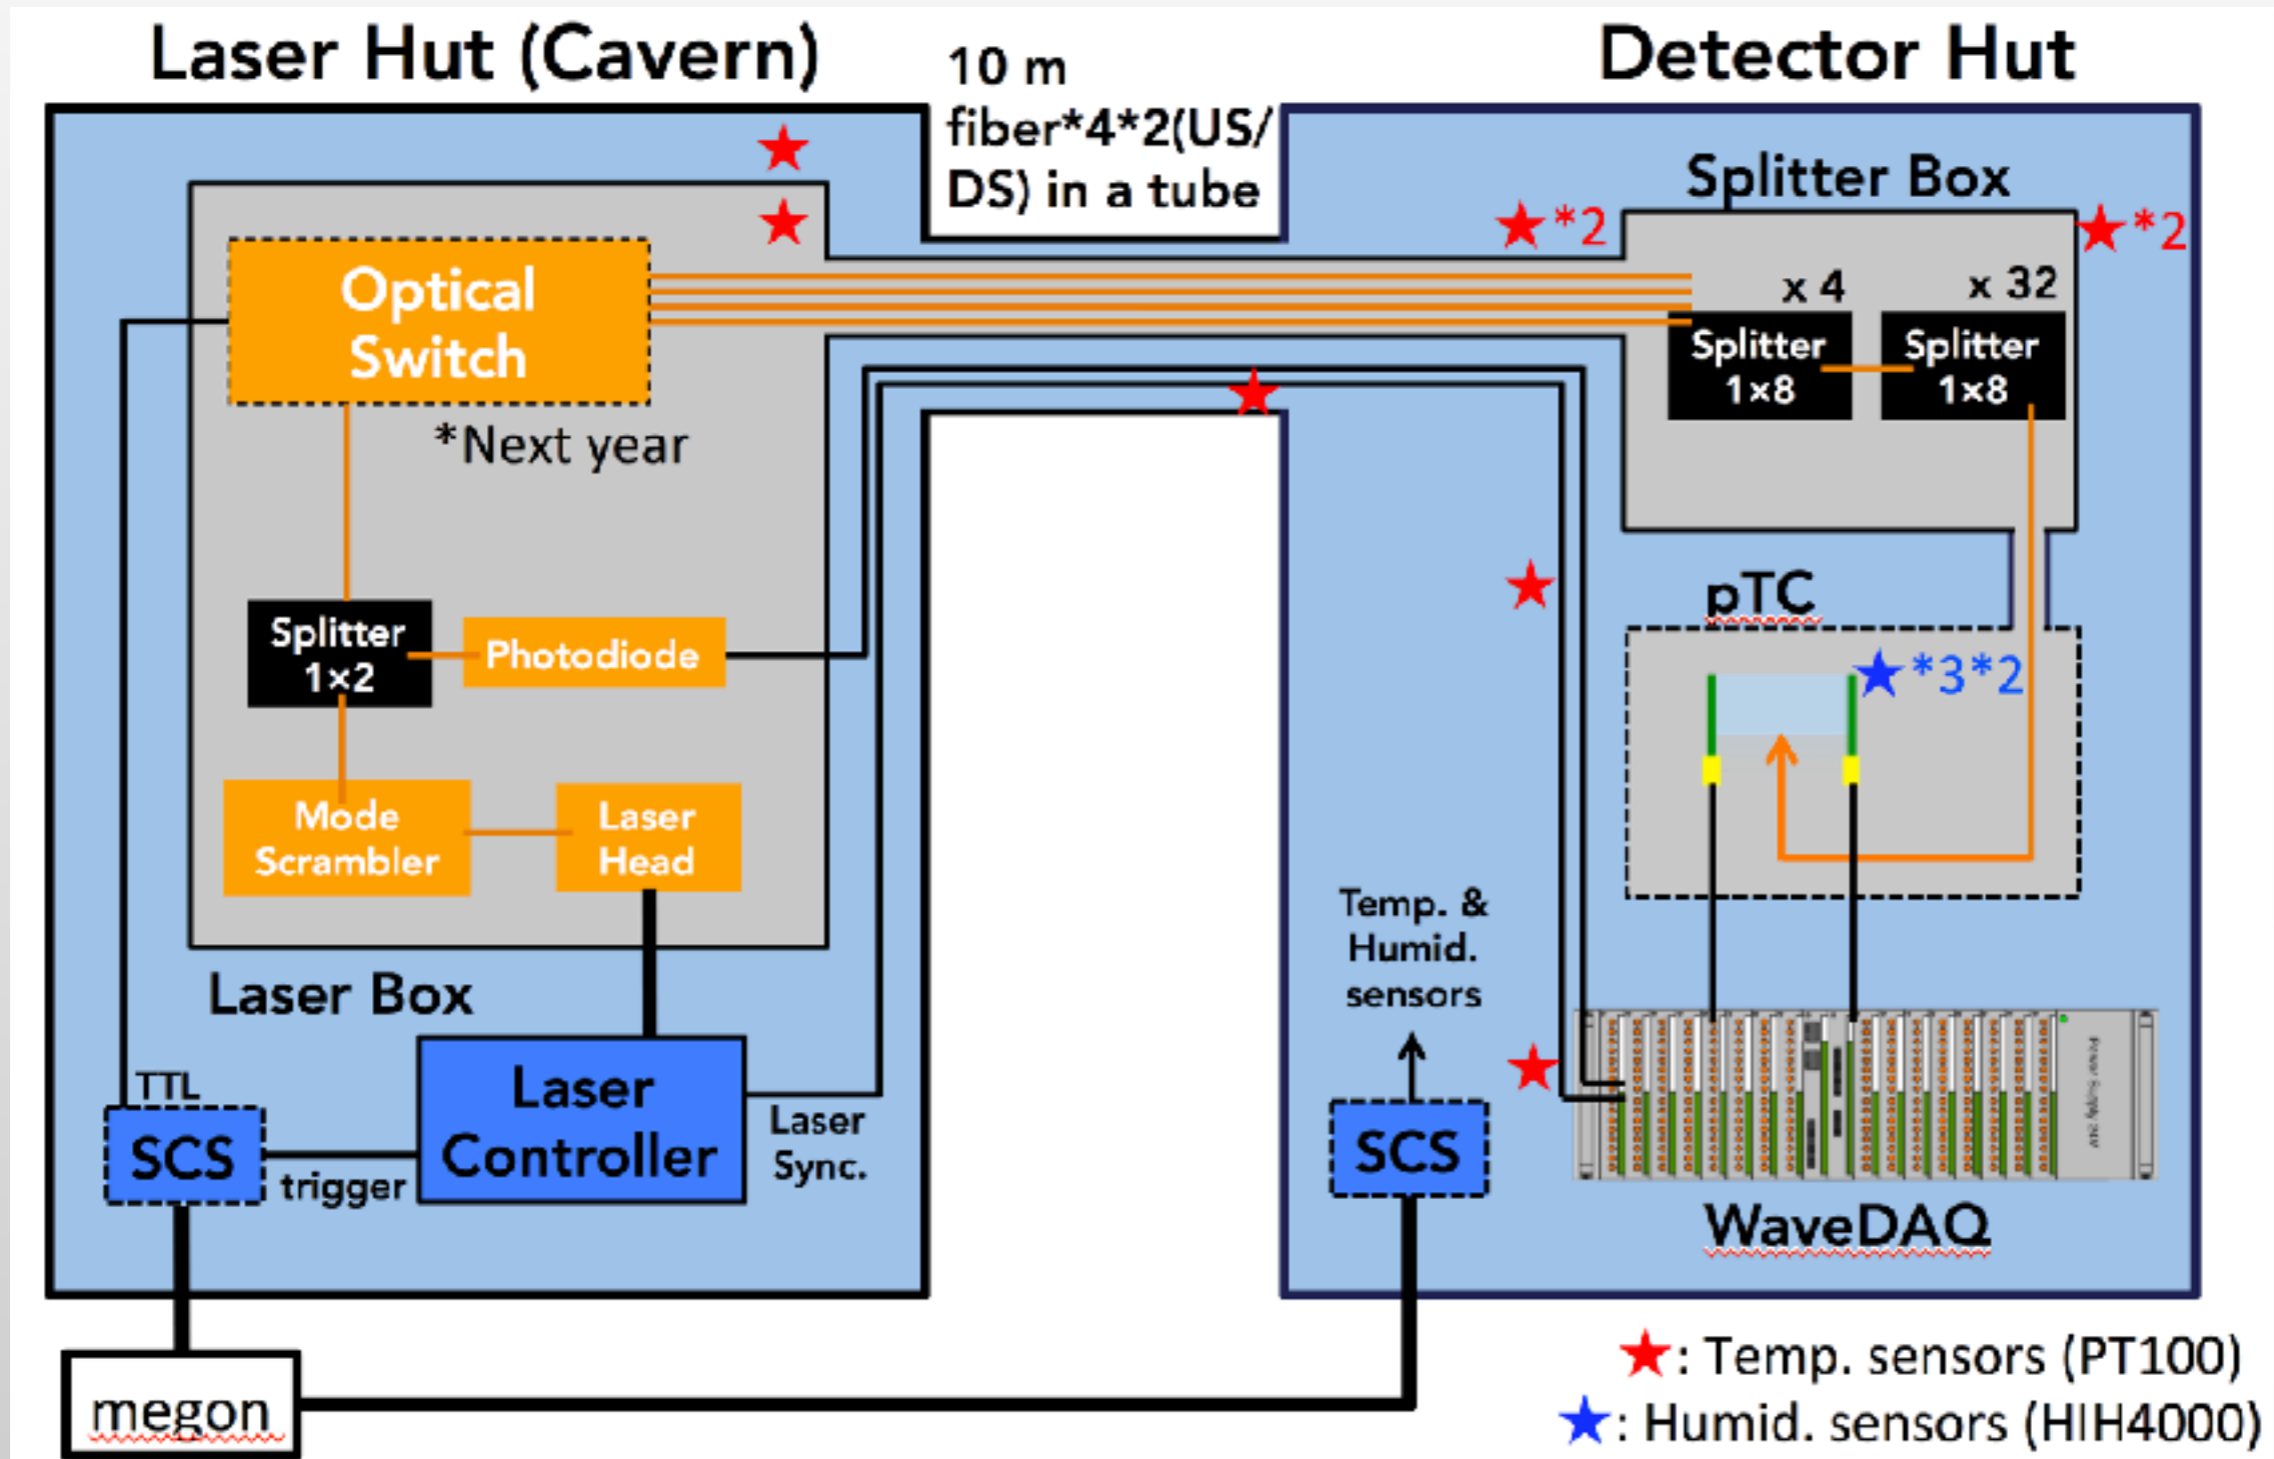 Laser Hut (Cavern)
10 m
fiber*4*2(US/
DS) in a tube
Detector Hut
Splitter Box
*2
*2
Optical
Switch
x 4
x 32
Splitter
1×8
Splitter
1×8
*Next year
pTC
Splitter
1×2
Photodiode
*3*2
Mode
Scrambler
Laser
Head
Temp. &
Humid.
sensors
Laser Box
TTL
SCS
trigger
Laser
Controller
Laser
Sync.
SCS
Power Supply 24V
WaveDAQ
megon
: Temp. sensors (PT100)
: Humid. sensors (HIH4000)